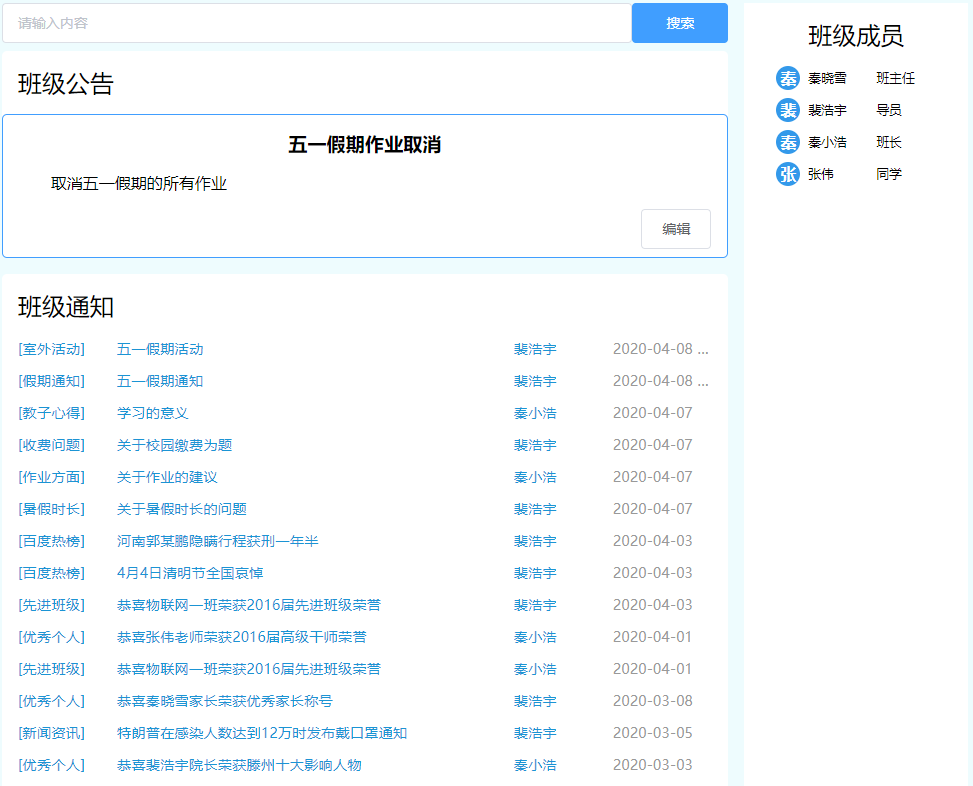 请输入内容 搜索
班级公告
五一假期作业取消
取消五一假期的所有作业
编辑
班级通知
[室外活动] 五一假期活动 裴浩宇 2020-04-08 ...
[假期通知] 五一假期通知 裴浩宇 2020-04-08 ...
[教子心得] 学习的意义 秦小浩 2020-04-07
[收费问题] 关于校园缴费为题 裴浩宇 2020-04-07
[作业方面] 关于作业的建议 秦小浩 2020-04-07
[暑假时长] 关于暑假时长的问题 裴浩宇 2020-04-07
[百度热榜] 河南郭某鹏隐瞒行程获刑一年半 裴浩宇 2020-04-03
[百度热榜] 4月4日清明节全国哀悼 裴浩宇 2020-04-03
[先进班级] 恭喜物联网一班荣获2016届先进班级荣誉 裴浩宇 2020-04-03
[优秀个人] 恭喜张伟老师荣获2016届高级干师荣誉 秦小浩 2020-04-01
[先进班级] 恭喜物联网一班荣获2016届先进班级荣誉 秦小浩 2020-04-01
[优秀个人] 恭喜秦晓雪家长荣获优秀家长称号 裴浩宇 2020-03-08
[新闻资讯] 特朗普在感染人数达到12万时发布戴口罩通知 裴浩宇 2020-03-05
[优秀个人] 恭喜裴浩宇院长荣获滕州十大影响人物 秦小浩 2020-03-03
班级成员
秦 秦晓雪 班主任
裴 裴浩宇 导员
秦 秦小浩 班长
张 张伟 同学